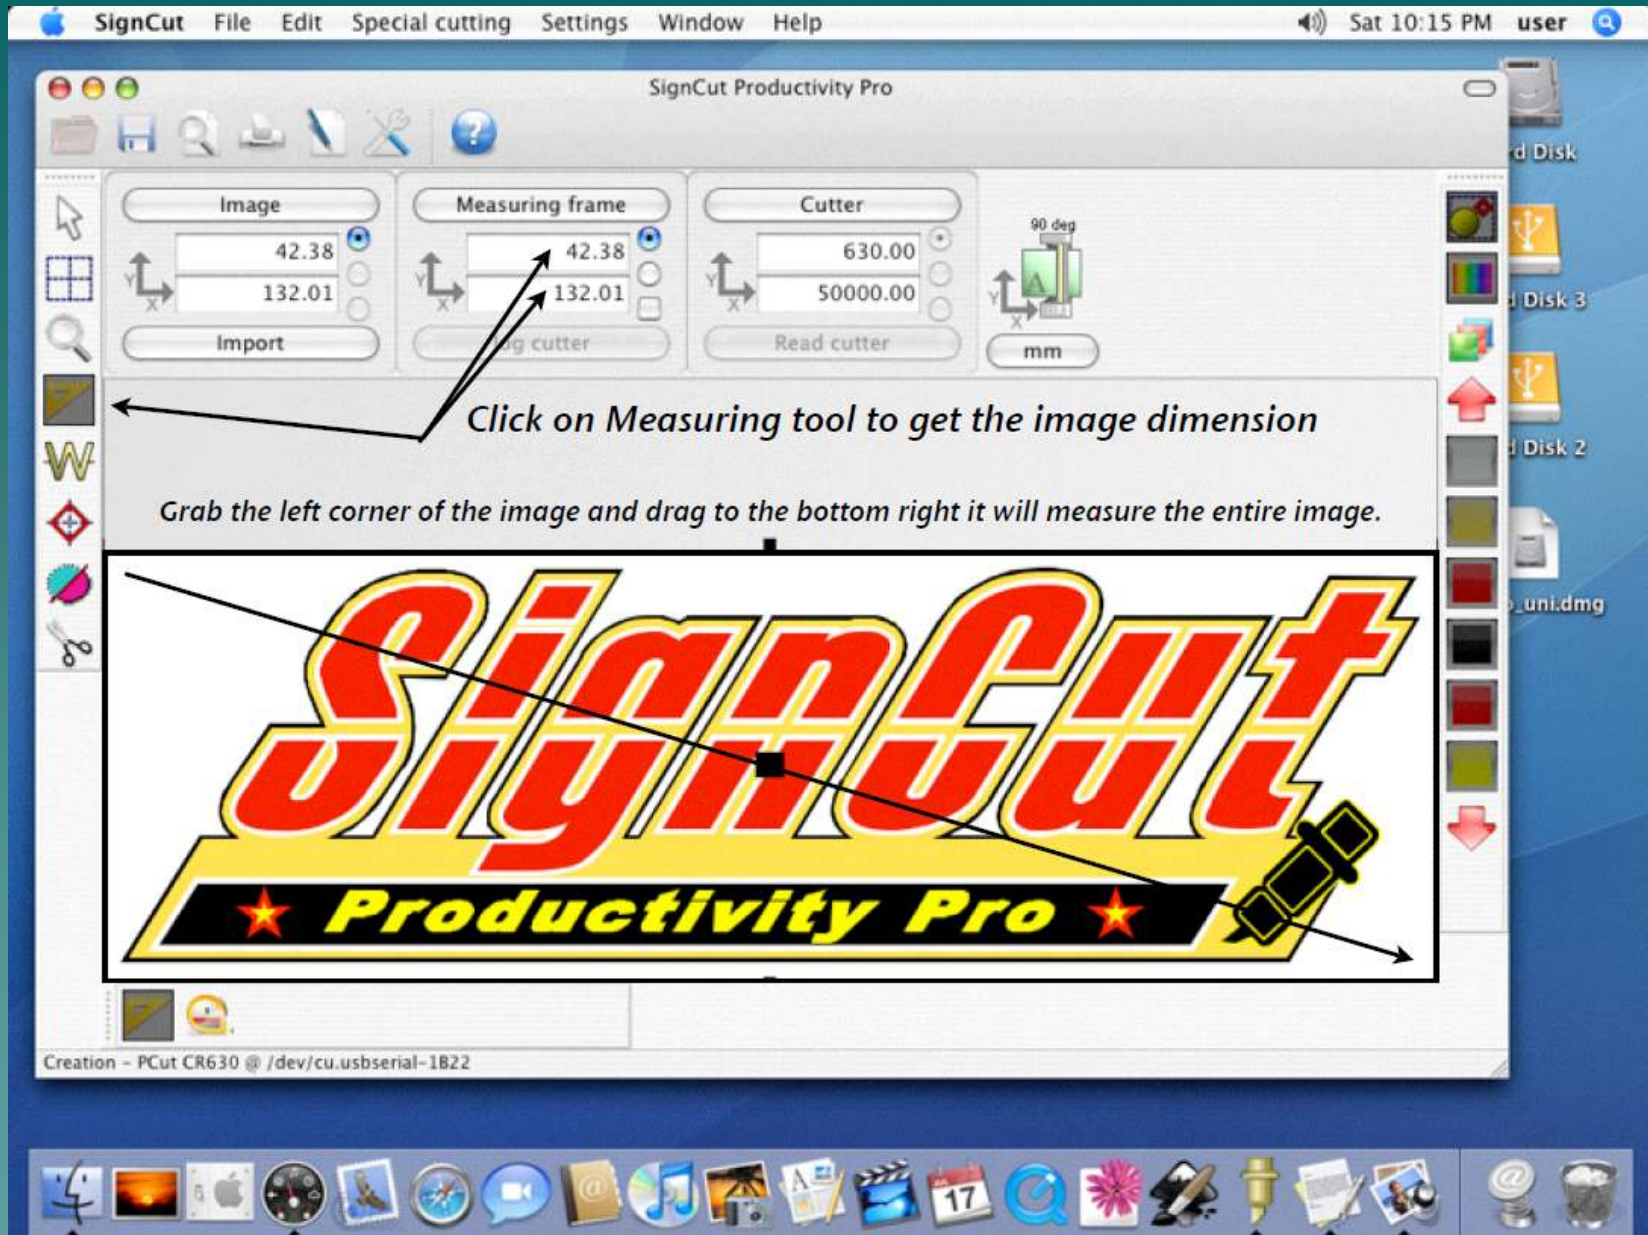 SignCut File Edit Special cutting Settings Window Help Sat 10:15 PM user
SignCut Productivity Pro
d Disk
Image Measuring frame Cutter
90 deg
Y 42.38 Y 42.38 Y 630.00
A
X 132.01 X 132.01 X 50000.00
Y
X
d Disk 3
Import cutter Read cutter mm
Click on Measuring tool to get the image dimension
W
d Disk 2
Grab the left corner of the image and drag to the bottom right it will measure the entire image.
_uni.dmg
SignCut
Productivity Pro
Creation - PCut CR630 @ /dev/cu.usbserial-1B22
17